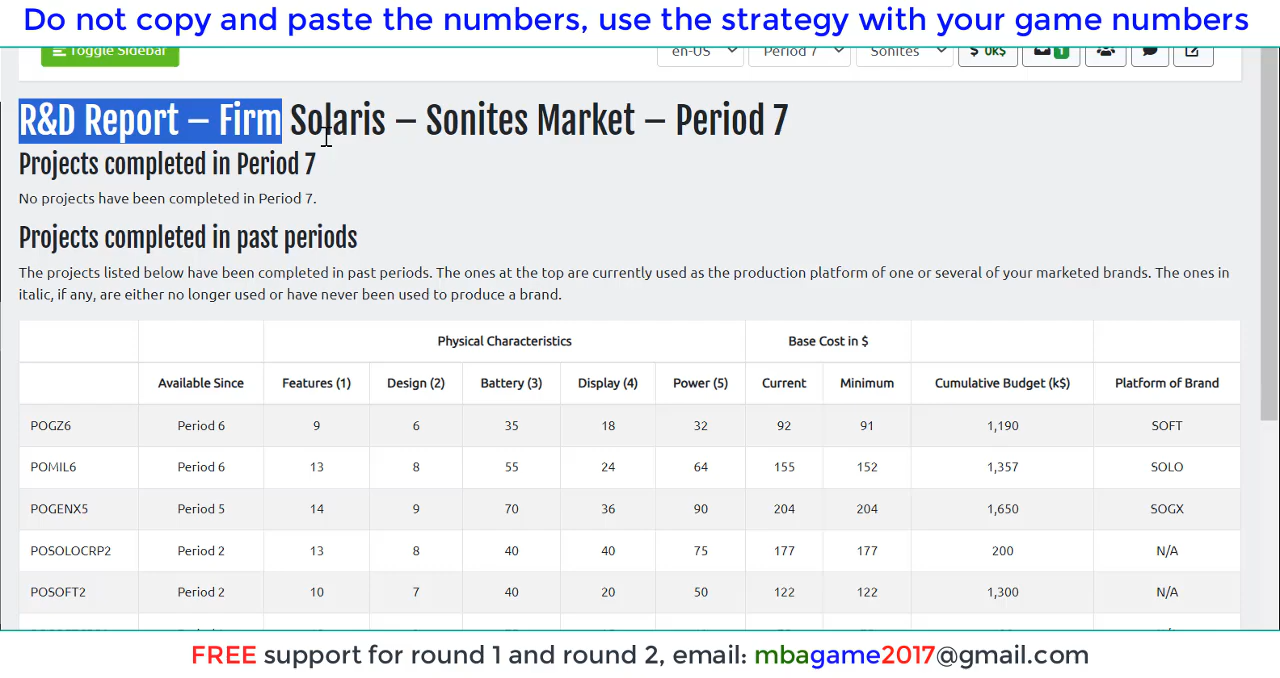 Do not copy and paste the numbers, use the strategy with your game numbers
Toggle Sidebar
en-US Period 7 Sonites $ 0k$ 1
R&D Report – Firm Solaris – Sonites Market – Period 7
Projects completed in Period 7
No projects have been completed in Period 7.
Projects completed in past periods
The projects listed below have been completed in past periods. The ones at the top are currently used as the production platform of one or several of your marketed brands. The ones in
italic, if any, are either no longer used or have never been used to produce a brand.
Physical Characteristics Base Cost in $
Available Since Features (1) Design (2) Battery (3) Display (4) Power (5) Current Minimum Cumulative Budget (k$) Platform of Brand
POGZ6 Period 6 9 6 35 18 32 92 91 1,190 SOFT
POMIL6 Period 6 13 8 55 24 64 155 152 1,357 SOLO
POGENX5 Period 5 14 9 70 36 90 204 204 1,650 SOGX
POSOLOCRP2 Period 2 13 8 40 40 75 177 177 200 N/A
POSOFT2 Period 2 10 7 40 20 50 122 122 1,300 N/A
FREE support for round 1 and round 2, email: mbagame2017@gmail.com